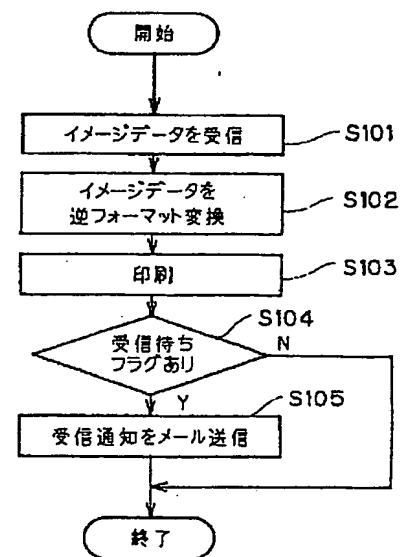 開始
イメージデータを受信
S101
イメージデータを
逆フォーマット変換
S102
印刷
S103
S104
受信待ち
フラグあり
N
Y
S105
受信通知をメール送信
終了